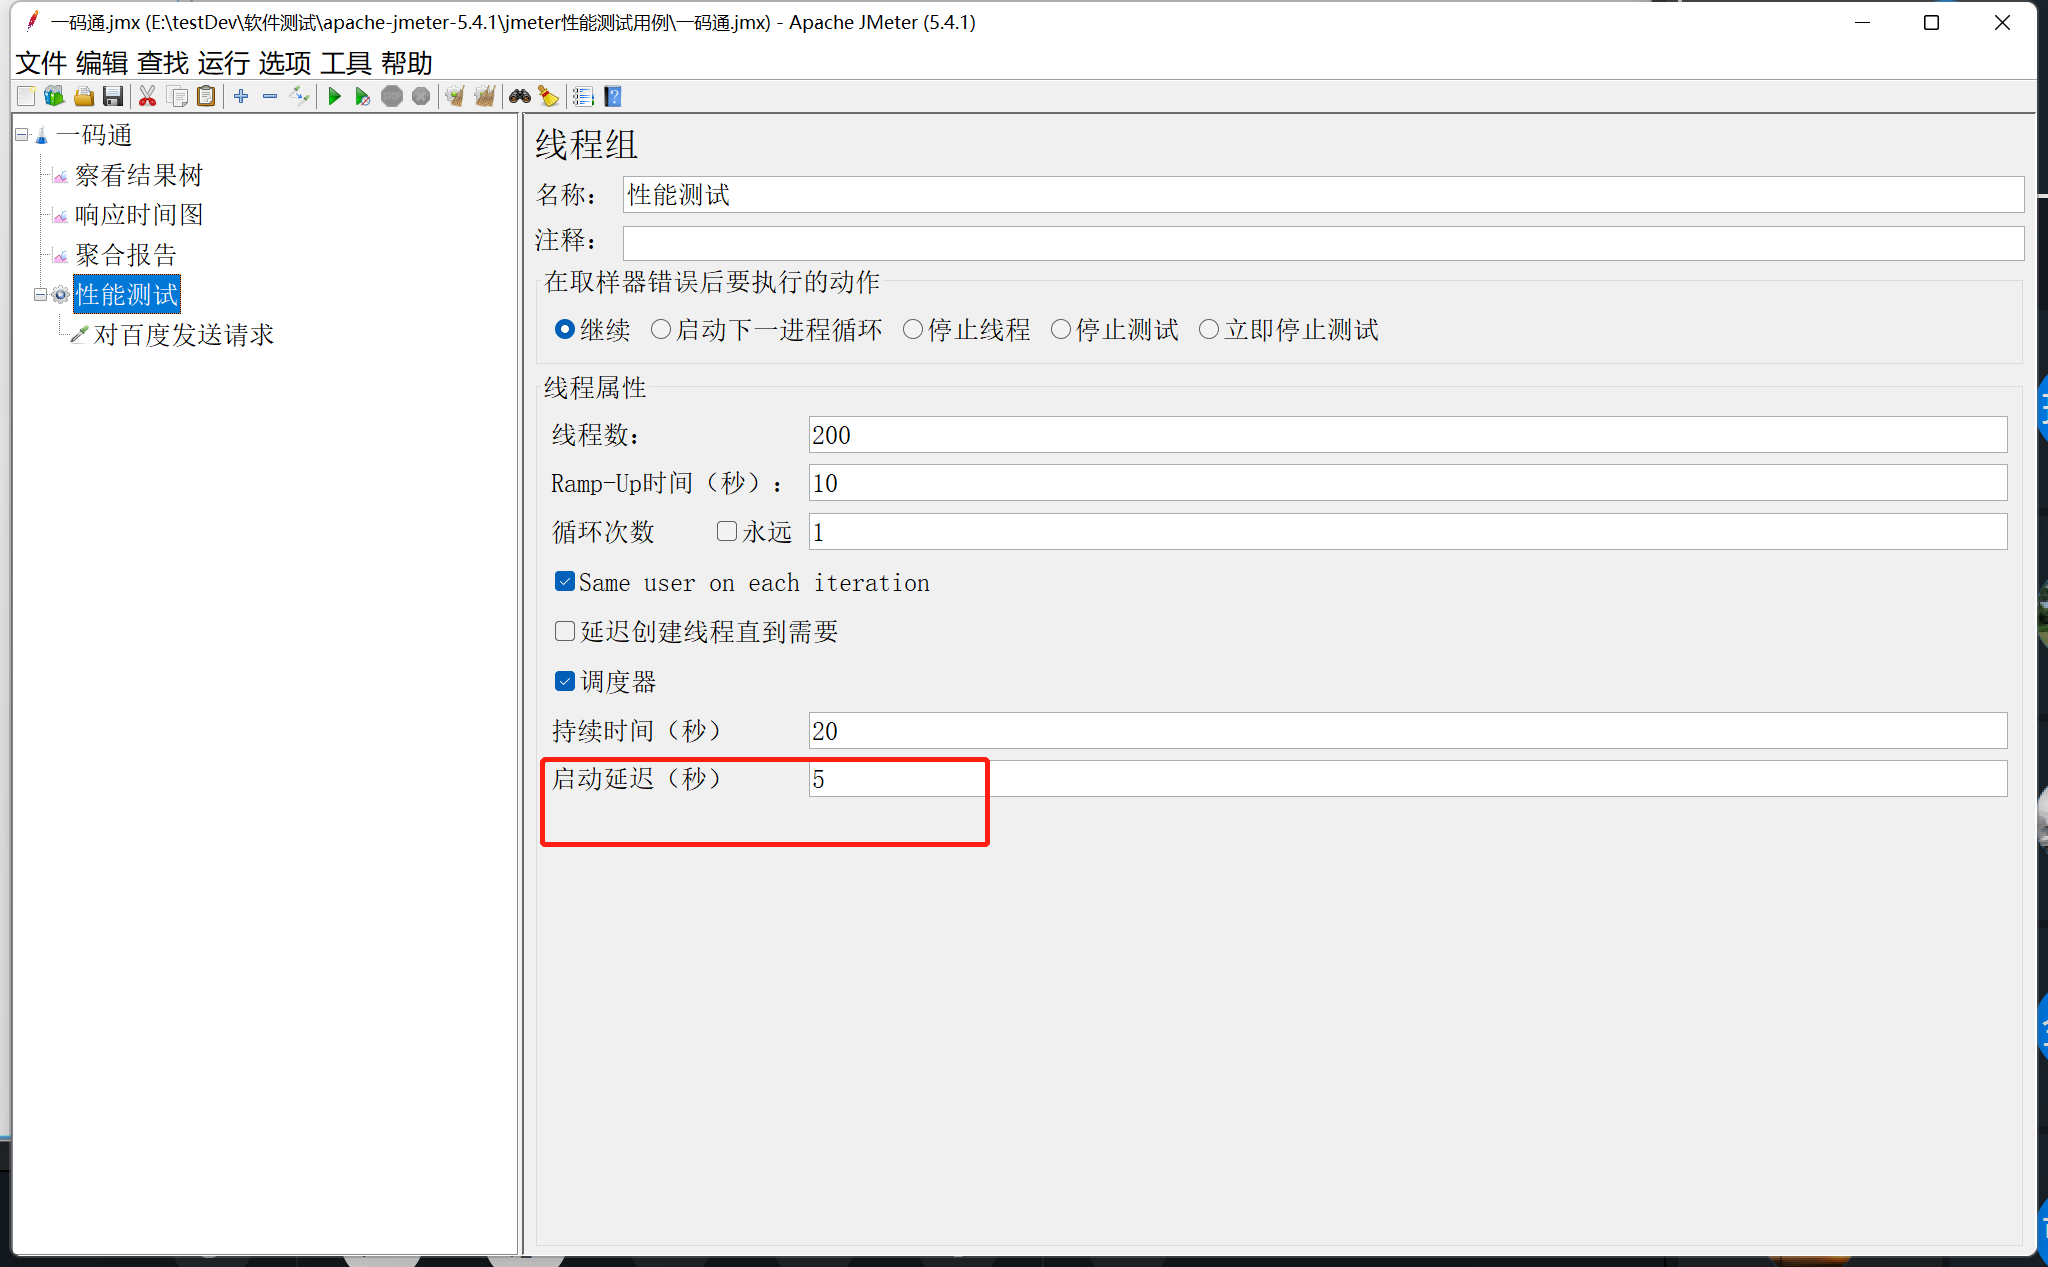 一码通.jmx (E:\testDev\软件测试\apache-jmeter-5.4.1\jmeter性能测试用例\一码通.jmx) - Apache JMeter (5.4.1)
文件 编辑 查找 运行 选项 工具 帮助
一码通
察看结果树
响应时间图
聚合报告
性能测试
对百度发送请求
线程组
名称： 性能测试
注释：
在取样器错误后要执行的动作
继续 启动下一进程循环 停止线程 停止测试 立即停止测试
线程属性
线程数： 200
Ramp-Up时间（秒）： 10
循环次数 永远 1
Same user on each iteration
延迟创建线程直到需要
调度器
持续时间（秒） 20
启动延迟（秒） 5